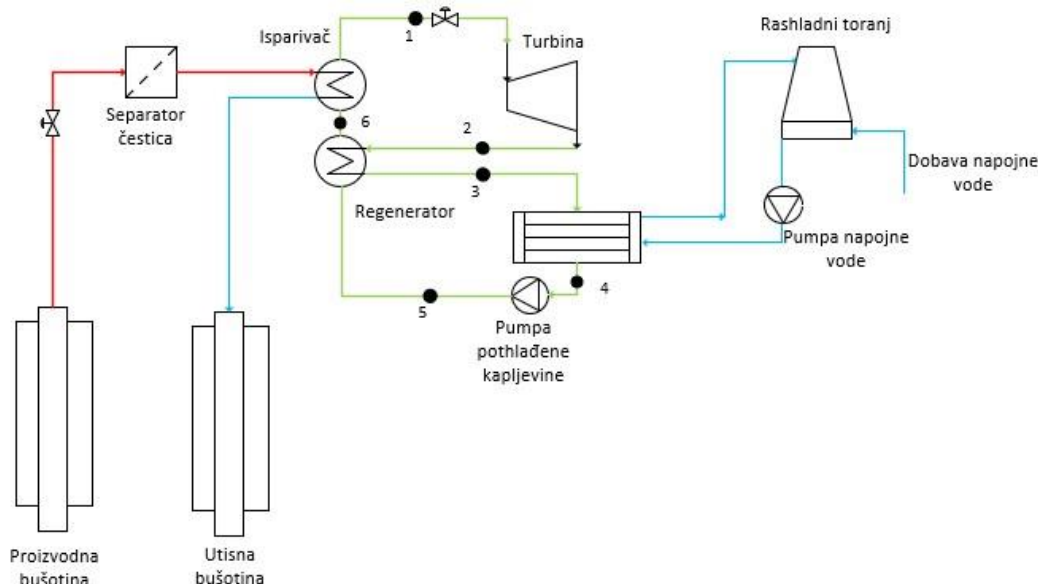 Isparivač
1
Turbina
Rashladni toranj
Separator
čestica
6
2
3
Regenerator
Dobava napojne
vode
Pumpa napojne
vode
4
5
Pumpa
pothlađene
kapljevine
Proizvodna
bušotina
Utisna
bušotina